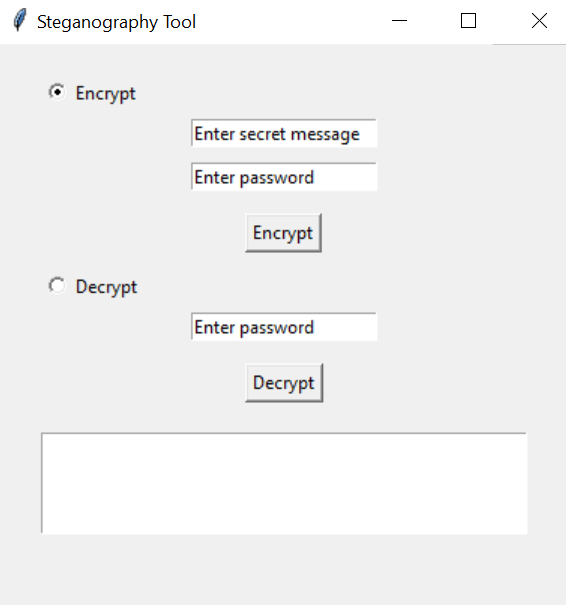 Steganography Tool
Encrypt
Enter secret message
Enter password
Encrypt
Decrypt
Enter password
Decrypt